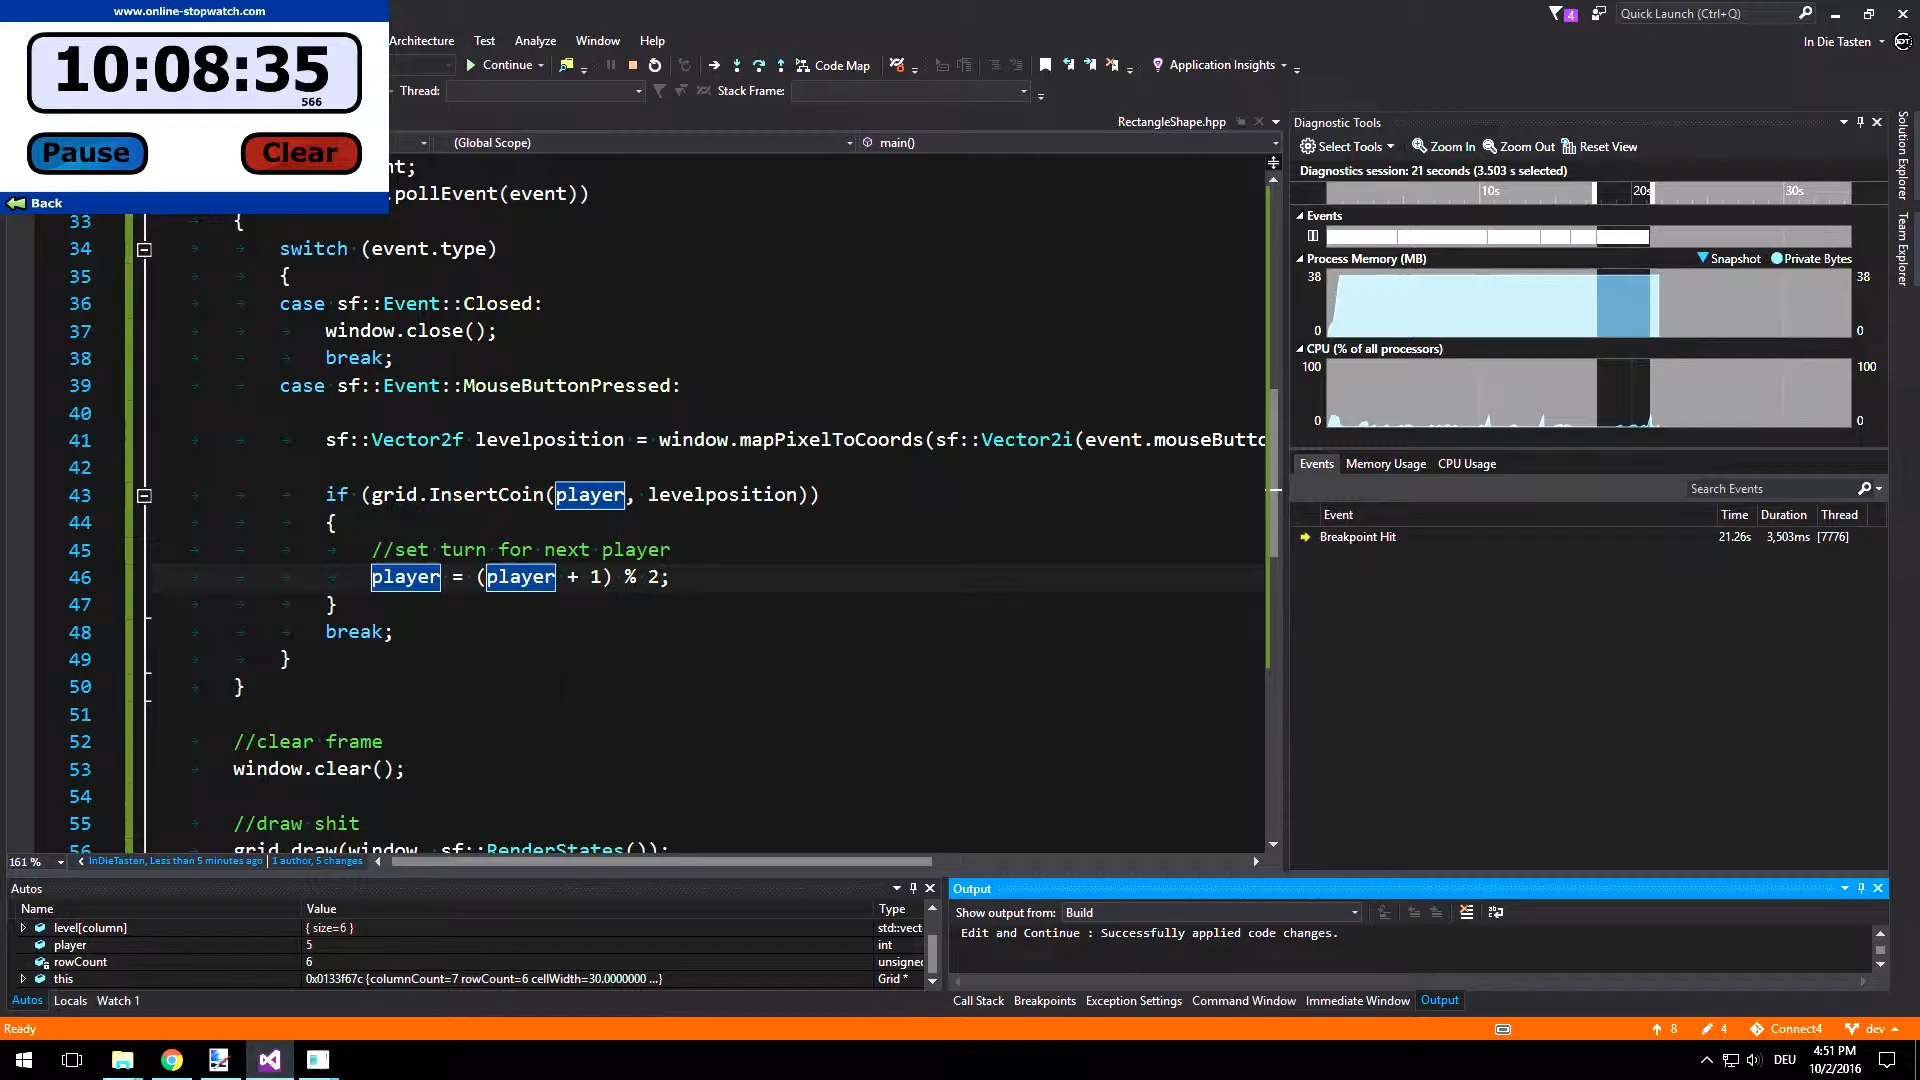 www.online-stopwatch.com
10:08:35
566
Pause
Clear
Back
4
Quick Launch (Ctrl+Q)
Architecture
Test
Analyze
Window
Help
In Die Tasten
Continue
Code Map
Application Insights
Thread:
Stack Frame:
RectangleShape.hpp
(Global Scope)
main()
nt;
.pollEvent(event))
33 {
34 switch (event.type)
35 {
36 case sf::Event::Closed:
37 window.close();
38 break;
39 case sf::Event::MouseButtonPressed:
40
41 sf::Vector2f levelposition = window.mapPixelToCoords(sf::Vector2i(event.mouseButto
42
43 if (grid.InsertCoin(player, levelposition))
44 {
45 //set turn for next player
46 player = (player + 1) % 2;
47 }
48 break;
49 }
50 }
51
52 //clear frame
53 window.clear();
54
55 //draw shit
56 grid.draw(window, sf::RenderStates());
161 %
InDieTasten, Less than 5 minutes ago | 1 author, 5 changes
Diagnostic Tools
Select Tools
Zoom In
Zoom Out
Reset View
Diagnostics session: 21 seconds (3.503 s selected)
10s
20s
30s
Events
Process Memory (MB)
Snapshot
Private Bytes
38
38
0
0
CPU (% of all processors)
100
100
0
0
Events
Memory Usage
CPU Usage
Search Events
Event
Time
Duration
Thread
Breakpoint Hit
21.26s
3,503ms
[7776]
Solution Explorer
Team Explorer
Autos
Name
Value
Type
level[column]
{ size=6 }
std::vect
player
5
int
rowCount
6
unsigned
this
0x0133f67c {columnCount=7 rowCount=6 cellWidth=30.0000000 ...}
Grid *
Autos
Locals
Watch 1
Output
Show output from:
Build
Edit and Continue : Successfully applied code changes.
Call Stack
Breakpoints
Exception Settings
Command Window
Immediate Window
Output
Ready
8
4
Connect4
dev
DEU
4:51 PM
10/2/2016